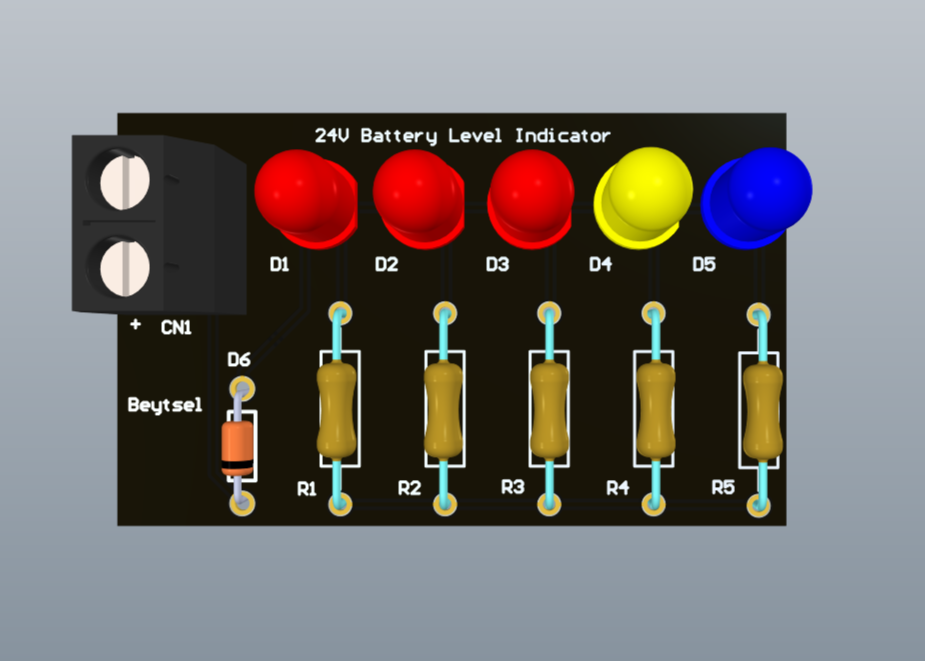 24V Battery Level Indicator
D1 D2 D3 D4 D5
+ CN1
D6
Beytsel
R1 R2 R3 R4 R5